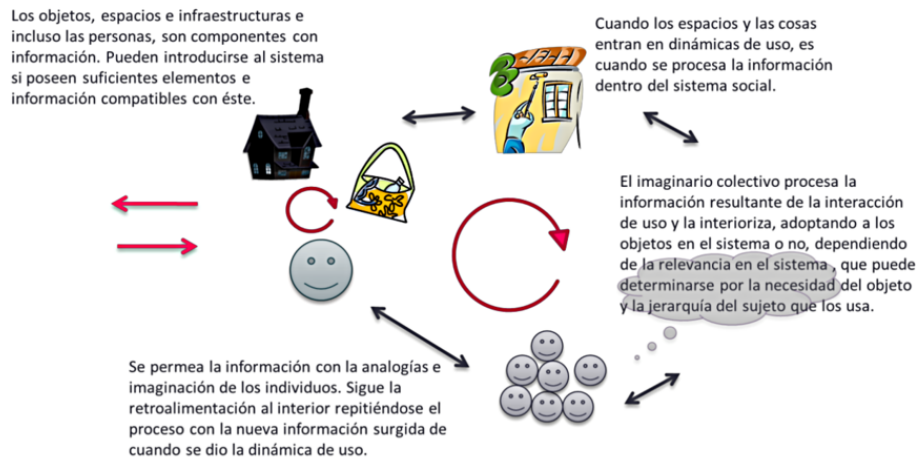 Los objetos, espacios e infraestructuras e
incluso las personas, son componentes con
información. Pueden introducirse al sistema
si poseen suficientes elementos e
información compatibles con éste.
Cuando los espacios y las cosas
entran en dinámicas de uso, es
cuando se procesa la información
dentro del sistema social.
El imaginario colectivo procesa la
información resultante de la interacción
de uso y la interioriza, adoptando a los
objetos en el sistema o no, dependiendo
de la relevancia en el sistema , que puede
determinarse por la necesidad del objeto
y la jerarquía del sujeto que los usa.
Se permea la información con la analogías e
imaginación de los individuos. Sigue la
retroalimentación al interior repitiéndose el
proceso con la nueva información surgida de
cuando se dio la dinámica de uso.